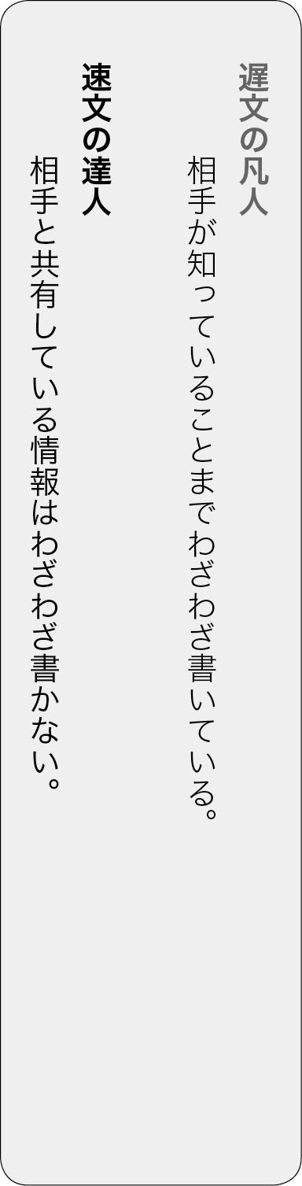 遅文の凡人
相手が知っていることまでわざわざ書いている。
速文の達人
相手と共有している情報はわざわざ書かない。